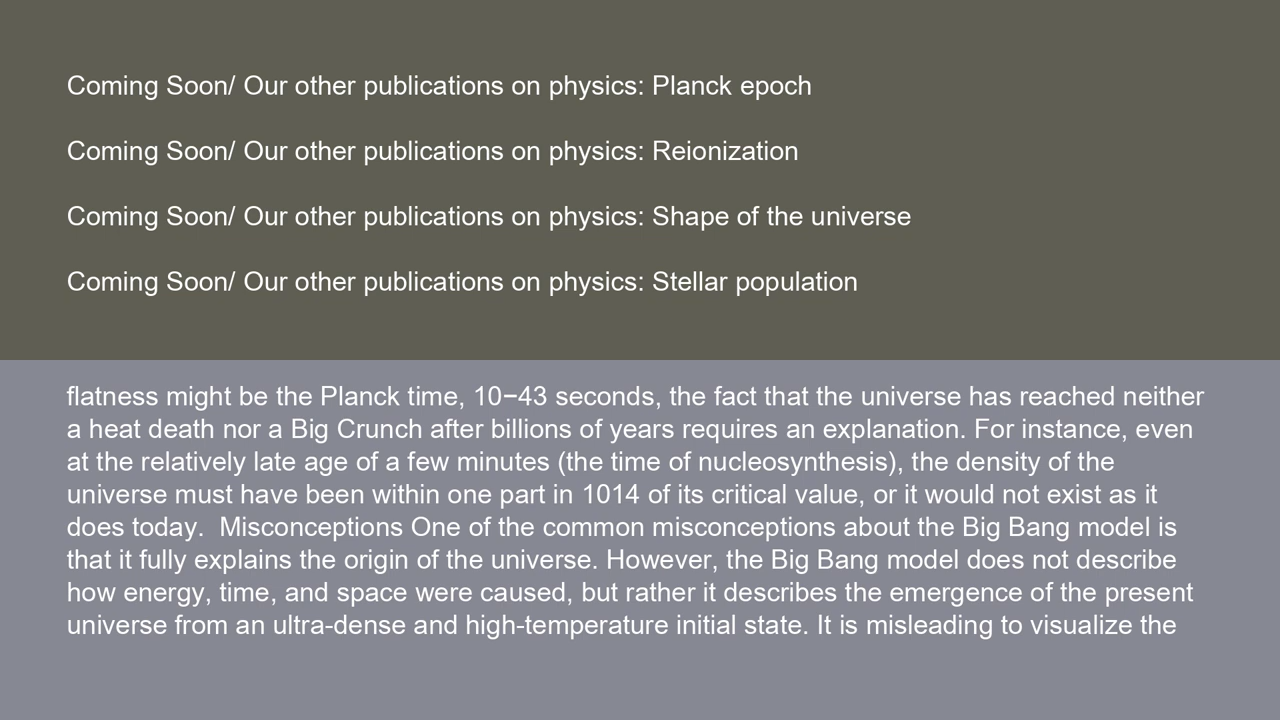 Coming Soon/ Our other publications on physics: Planck epoch
Coming Soon/ Our other publications on physics: Reionization
Coming Soon/ Our other publications on physics: Shape of the universe
Coming Soon/ Our other publications on physics: Stellar population
flatness might be the Planck time, 10−43 seconds, the fact that the universe has reached neither
a heat death nor a Big Crunch after billions of years requires an explanation. For instance, even
at the relatively late age of a few minutes (the time of nucleosynthesis), the density of the
universe must have been within one part in 1014 of its critical value, or it would not exist as it
does today.  Misconceptions One of the common misconceptions about the Big Bang model is
that it fully explains the origin of the universe. However, the Big Bang model does not describe
how energy, time, and space were caused, but rather it describes the emergence of the present
universe from an ultra-dense and high-temperature initial state. It is misleading to visualize the